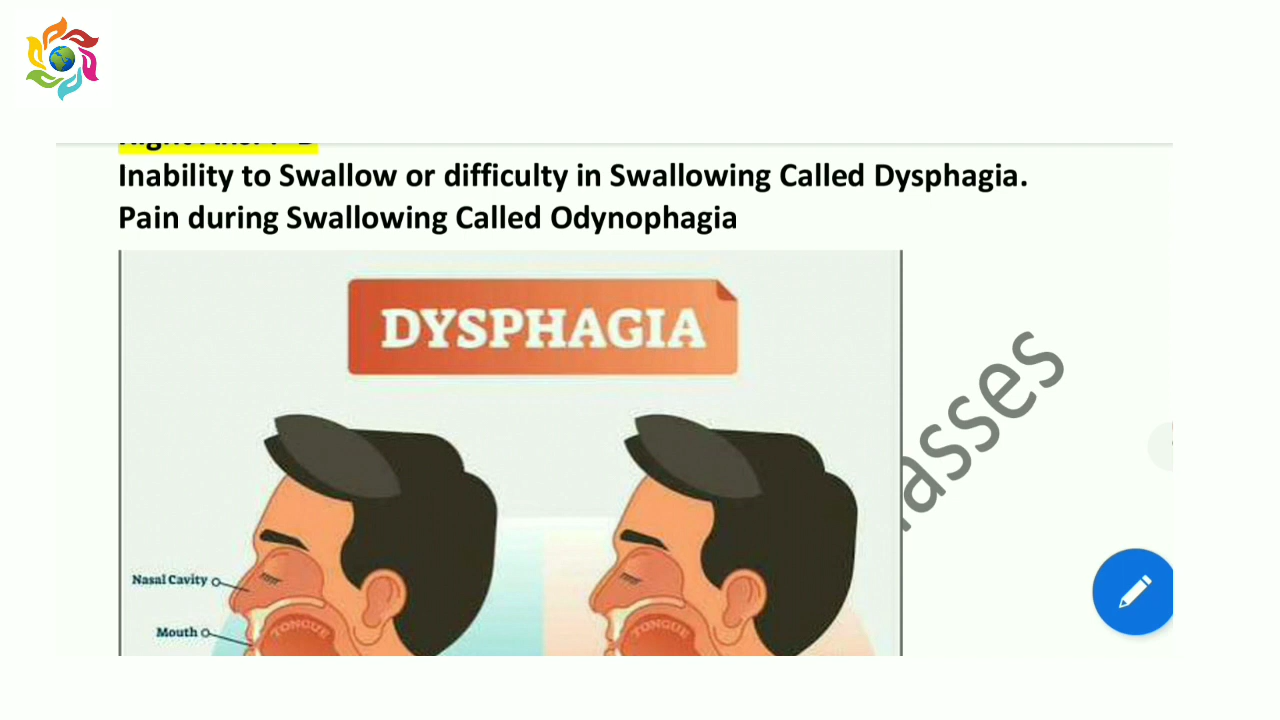 Inability to Swallow or difficulty in Swallowing Called Dysphagia.
Pain during Swallowing Called Odynophagia
DYSPHAGIA
Nasal Cavity
Mouth
TONGUE
TONGUE